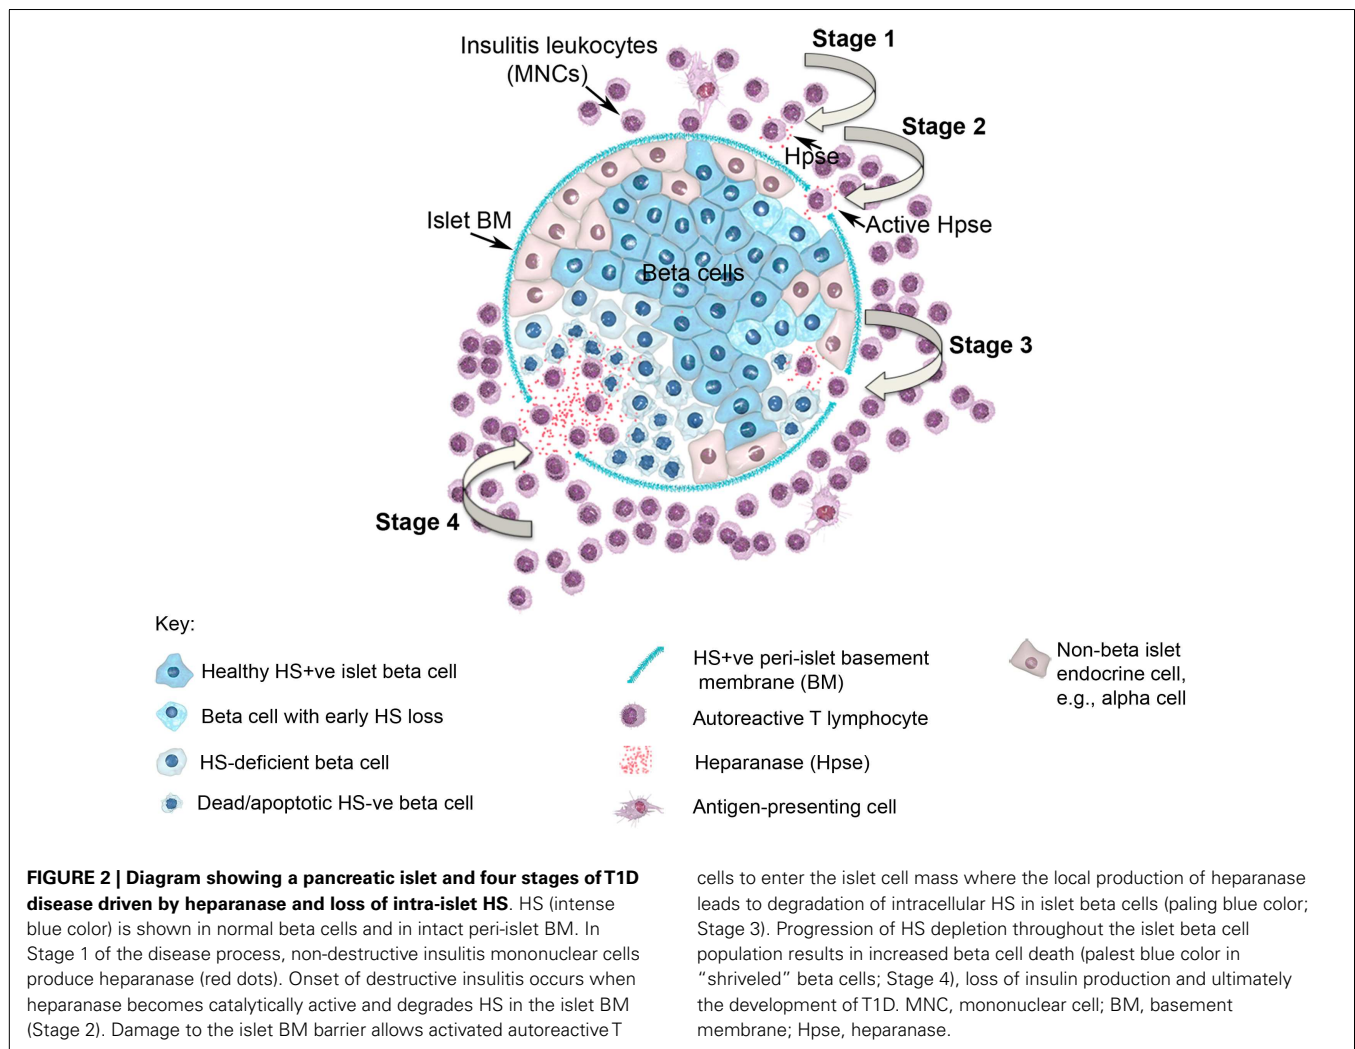 Insulitis leukocytes
(MNCs)
Stage 1
Stage 2
Hpse
Active Hpse
Islet BM
Beta cells
Stage 3
Stage 4
Key:
Healthy HS+ve islet beta cell
Beta cell with early HS loss
HS-deficient beta cell
Dead/apoptotic HS-ve beta cell
HS+ve peri-islet basement
membrane (BM)
Autoreactive T lymphocyte
Heparanase (Hpse)
Antigen-presenting cell
Non-beta islet
endocrine cell,
e.g., alpha cell
FIGURE 2 | Diagram showing a pancreatic islet and four stages of T1D
disease driven by heparanase and loss of intra-islet HS. HS (intense
blue color) is shown in normal beta cells and in intact peri-islet BM. In
Stage 1 of the disease process, non-destructive insulitis mononuclear cells
produce heparanase (red dots). Onset of destructive insulitis occurs when
heparanase becomes catalytically active and degrades HS in the islet BM
(Stage 2). Damage to the islet BM barrier allows activated autoreactive T
cells to enter the islet cell mass where the local production of heparanase
leads to degradation of intracellular HS in islet beta cells (paling blue color;
Stage 3). Progression of HS depletion throughout the islet beta cell
population results in increased beta cell death (palest blue color in
“shriveled” beta cells; Stage 4), loss of insulin production and ultimately
the development of T1D. MNC, mononuclear cell; BM, basement
membrane; Hpse, heparanase.